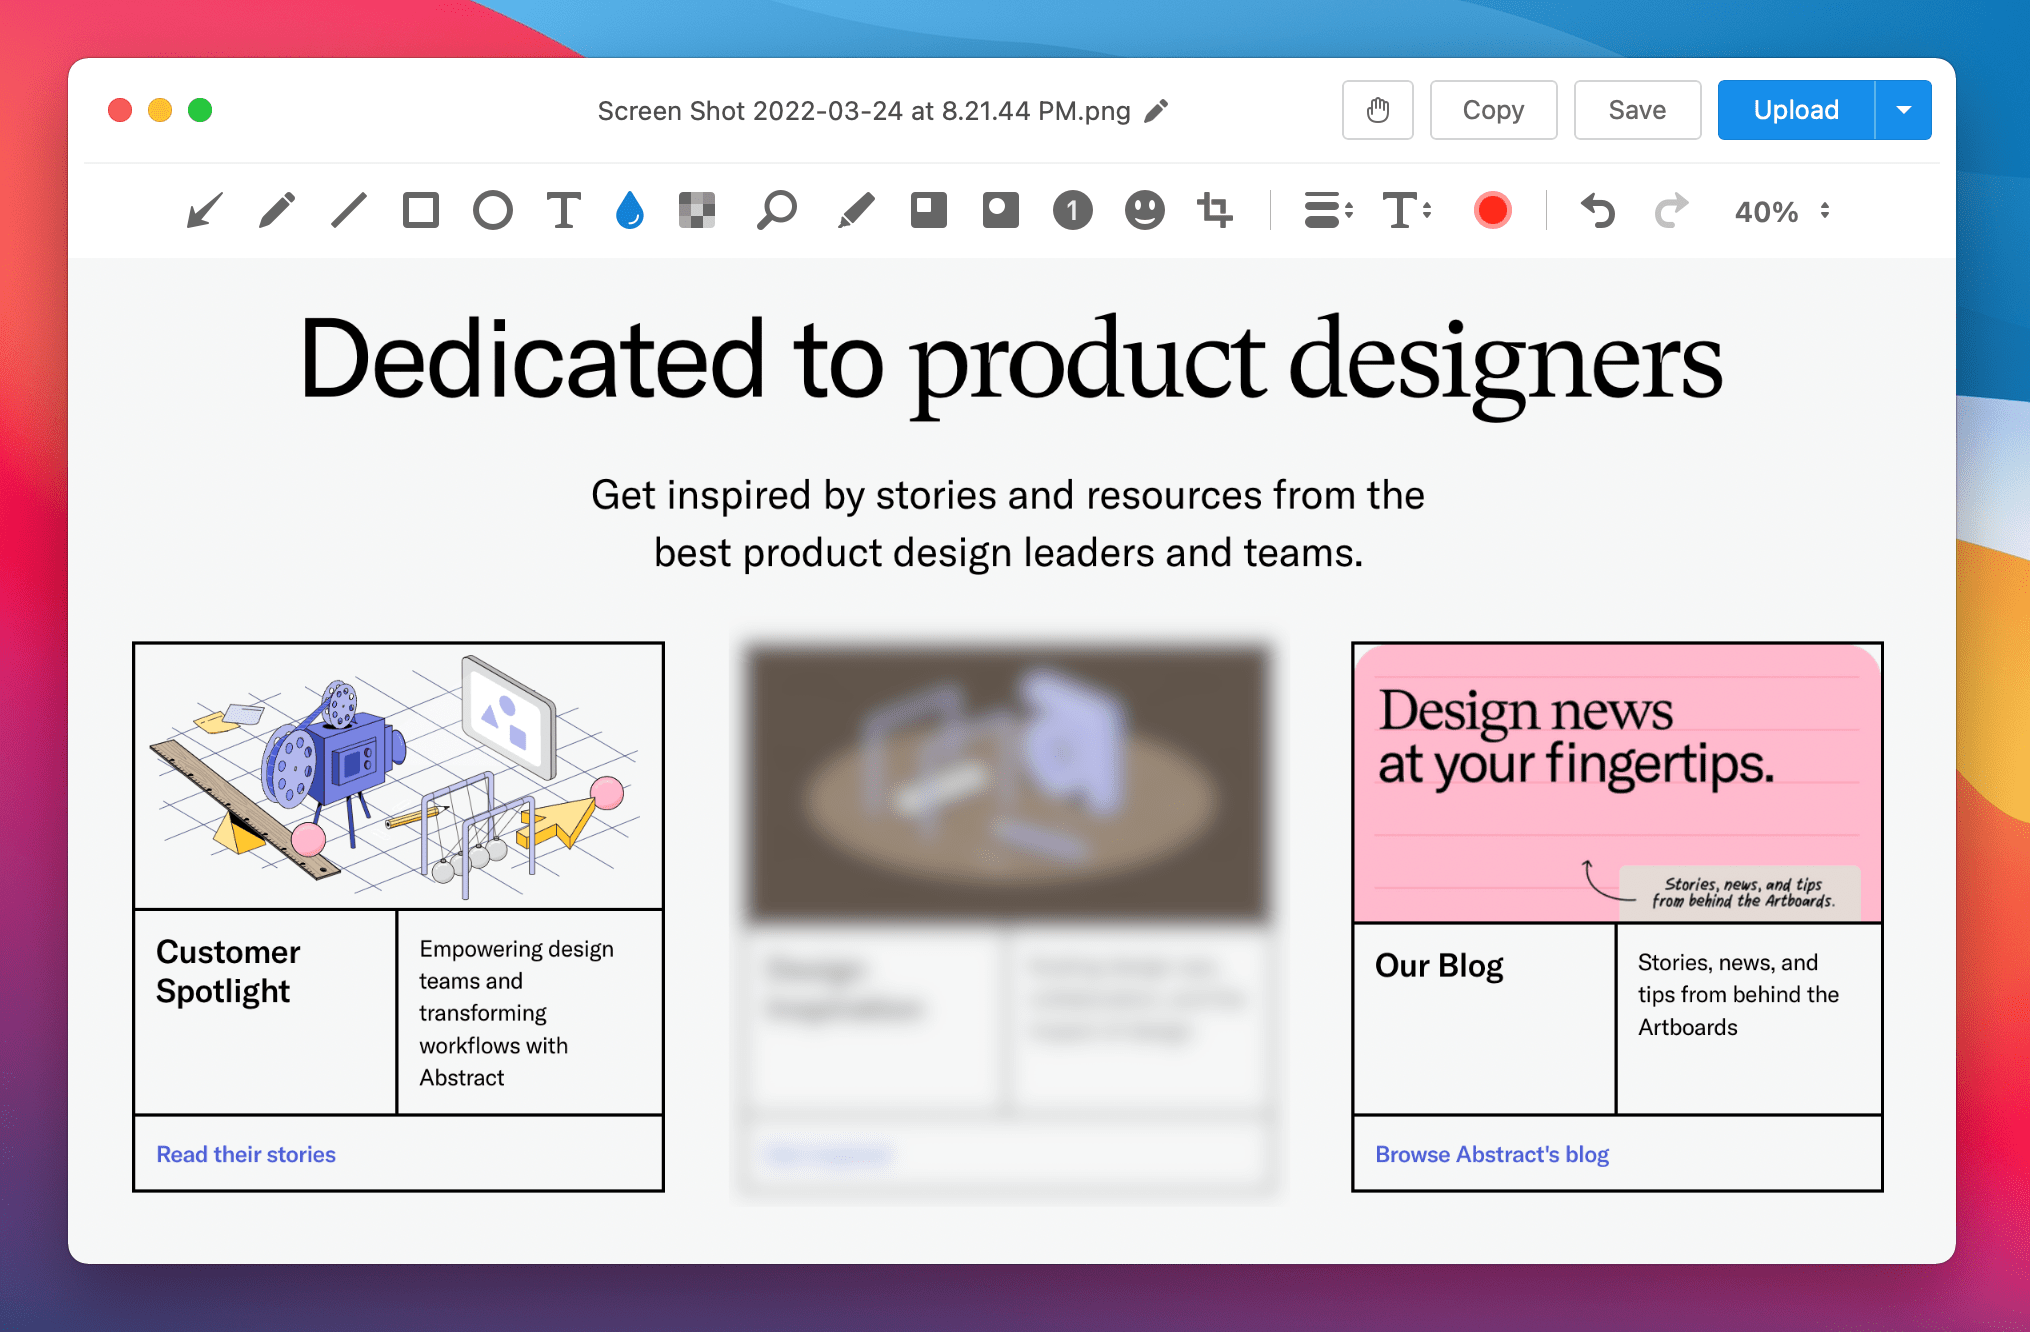 Screen Shot 2022-03-24 at 8.21.44 PM.png
Copy
Save
Upload
T
1
T
40%
Dedicated to product designers
Get inspired by stories and resources from the
best product design leaders and teams.
Customer
Spotlight
Empowering design
teams and
transforming
workflows with
Abstract
Read their stories
Design
Inspiration
Design news
at your fingertips.
Stories, news, and tips
from behind the Artboards.
Our Blog
Stories, news, and
tips from behind the
Artboards
Browse Abstract's blog